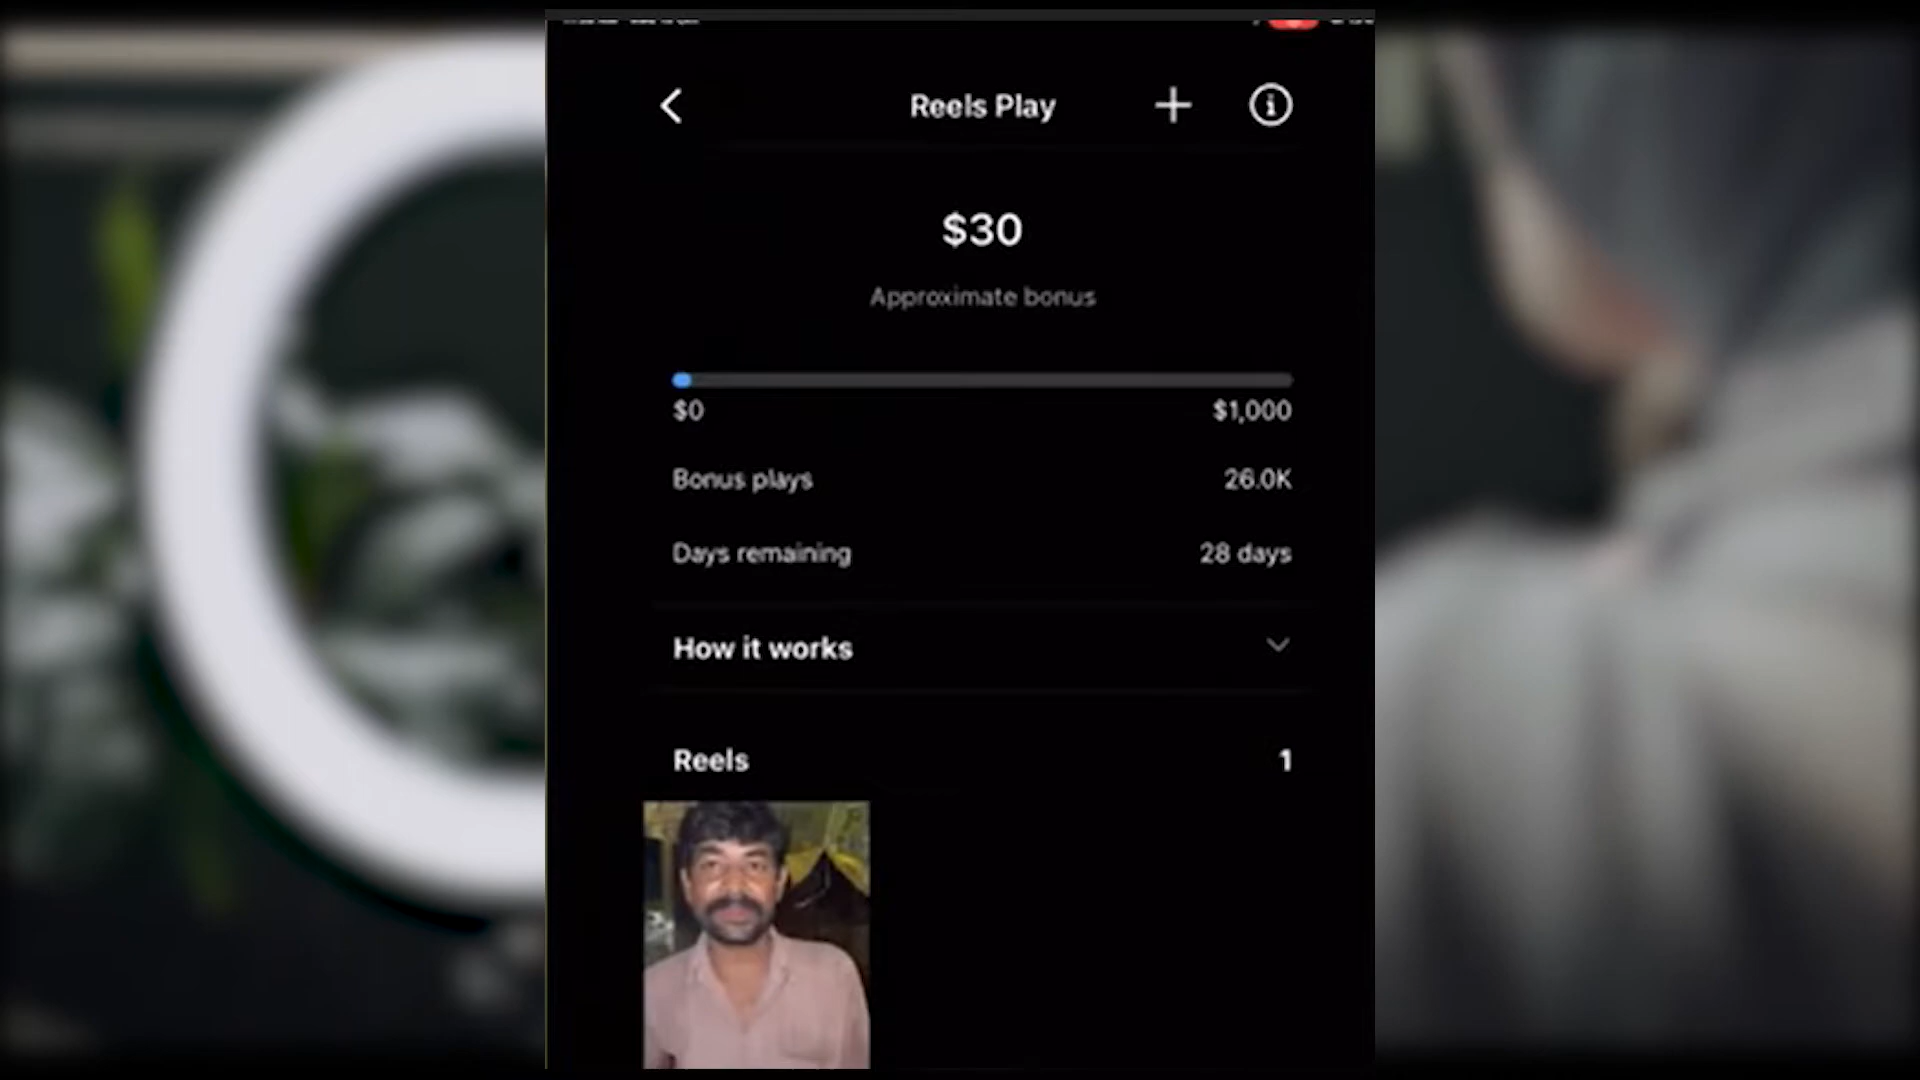 Reels Play
$30
Approximate bonus
$0 $1,000
Bonus plays 26.0K
Days remaining 28 days
How it works
Reels 1